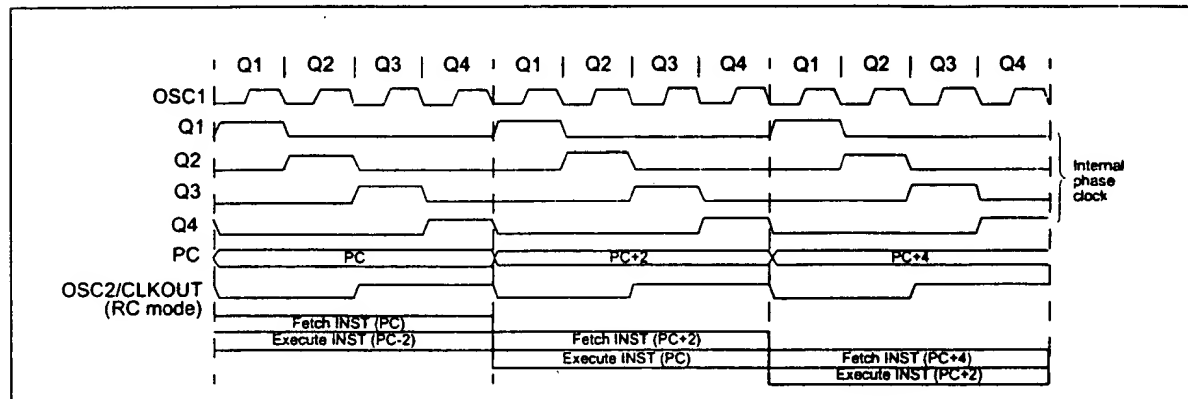 Q1 | Q2 | Q3 | Q4 | Q1 | Q2 | Q3 | Q4 | Q1 | Q2 | Q3 | Q4
OSC1
Q1
Q2
Q3
Q4
Internal
phase
clock
PC PC PC+2 PC+4
OSC2/CLKOUT
(RC mode)
Fetch INST (PC)
Execute INST (PC-2) Fetch INST (PC+2)
Execute INST (PC) Fetch INST (PC+4)
Execute INST (PC+2)